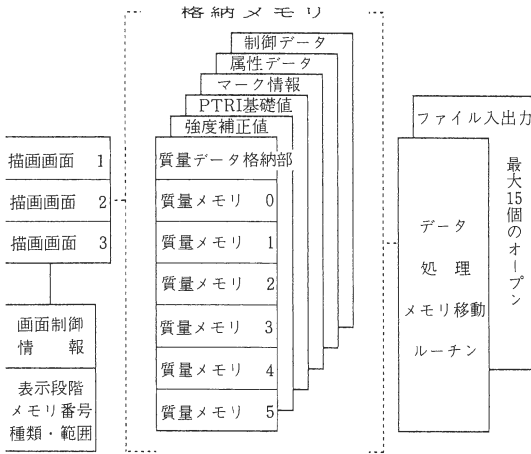 格納メモリ
制御データ
属性データ
マーク情報
PTRI基礎値
強度補正値
質量データ格納部
質量メモリ 0
質量メモリ 1
質量メモリ 2
質量メモリ 3
質量メモリ 4
質量メモリ 5
描画画面 1
描画画面 2
描画画面 3
画面制御
情報
表示段階
メモリ番号
種類・範囲
ファイル入出力
データ
処理
メモリ移動
ルーチン
最大15個のオープン